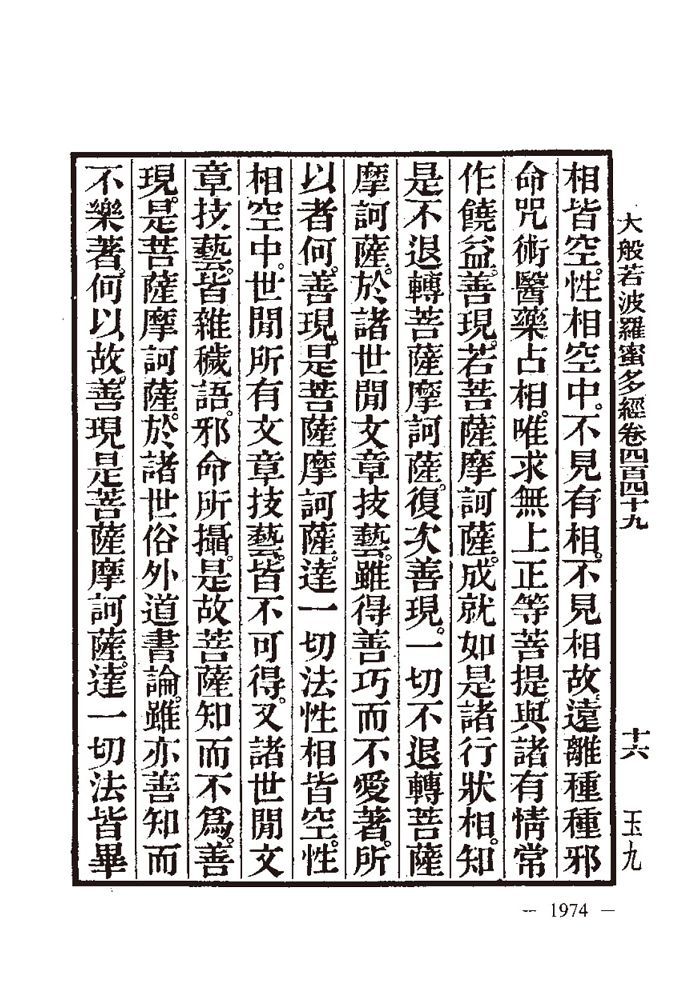 大般若波羅蜜多經卷四百四十九
十六
玉九
相皆空。性相空中。不見有相。不見相故。遠離種種邪
命咒術醫藥占相。唯求無上正等菩提。與諸有情常
作饒益。善現。若菩薩摩訶薩。成就如是諸行狀相。知
是不退轉菩薩摩訶薩。復次善現。一切不退轉菩薩
摩訶薩。於諸世間文章技藝。雖得善巧而不愛著。所
以者何。善現。是菩薩摩訶薩。達一切法性相皆空。性
相空中。世間所有文章技藝。皆不可得。又諸世間文
章技藝。皆雜穢語。邪命所攝。是故菩薩知而不為。善
現。是菩薩摩訶薩。於諸世俗外道書論。雖亦善知而
不樂著。何以故。善現是菩薩摩訶薩。達一切法皆畢
— 1974 —